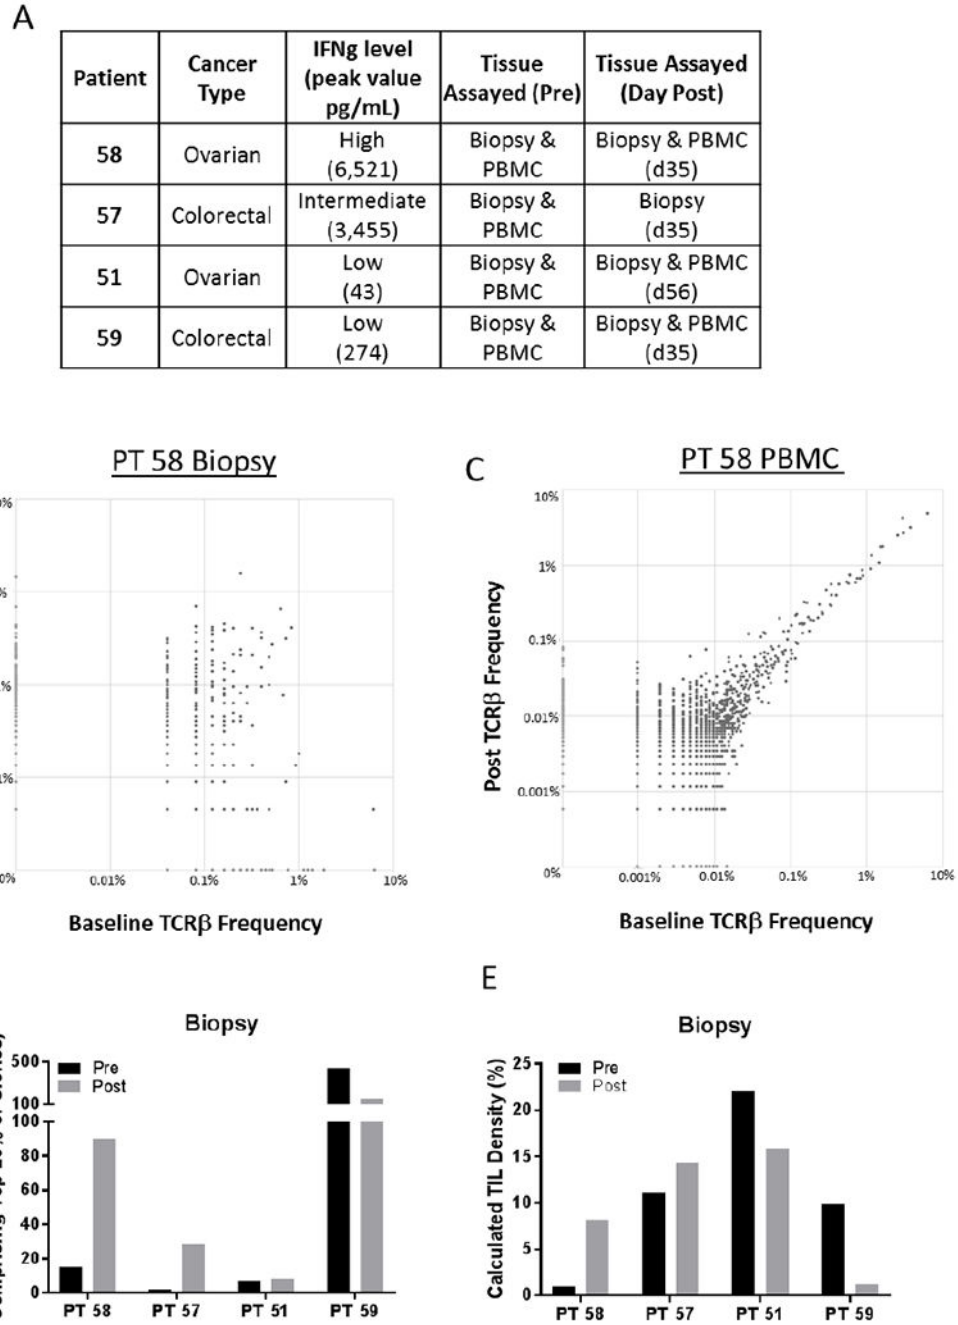 A
Patient
Cancer
Type
IFNg level
(peak value
pg/mL)
Tissue
Assayed (Pre)
Tissue Assayed
(Day Post)
58
Ovarian
High
(6,521)
Biopsy &
PBMC
Biopsy & PBMC
(d35)
57
Colorectal
Intermediate
(3,455)
Biopsy &
PBMC
Biopsy
(d35)
51
Ovarian
Low
(43)
Biopsy &
PBMC
Biopsy & PBMC
(d56)
59
Colorectal
Low
(274)
Biopsy &
PBMC
Biopsy & PBMC
(d35)
PT 58 Biopsy
0.01%
0.1%
1%
10%
Baseline TCRβ Frequency
C
PT 58 PBMC
Post TCRβ Frequency
10%
1%
0.1%
0.01%
0.001%
0%
0.001%
0.01%
0.1%
1%
10%
Baseline TCRβ Frequency
Biopsy
Pre
Post
500
100
100
80
60
40
20
0
PT 58
PT 57
PT 51
PT 59
E
Biopsy
Calculated TIL Density (%)
Pre
Post
25
20
15
10
5
0
PT 58
PT 57
PT 51
PT 59